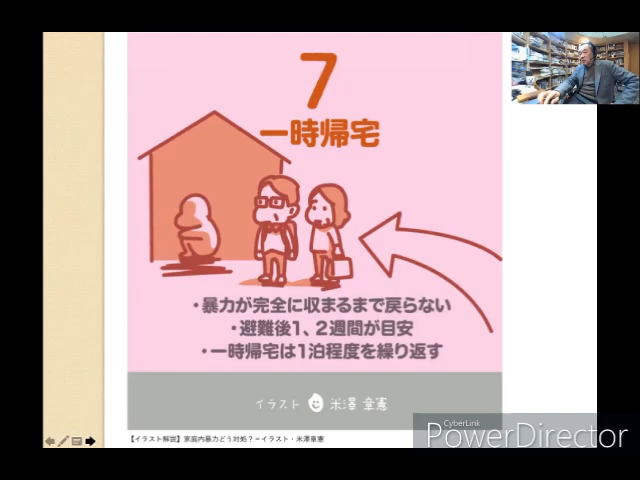 7
一時帰宅
・暴力が完全に収まるまで戻らない
・避難後1、2週間が目安
・一時帰宅は1泊程度を繰り返す
イラスト 米澤 章憲
【イラスト解説】家庭内暴力どう対処？－イラスト・米澤章憲
CyberLink
PowerDirector